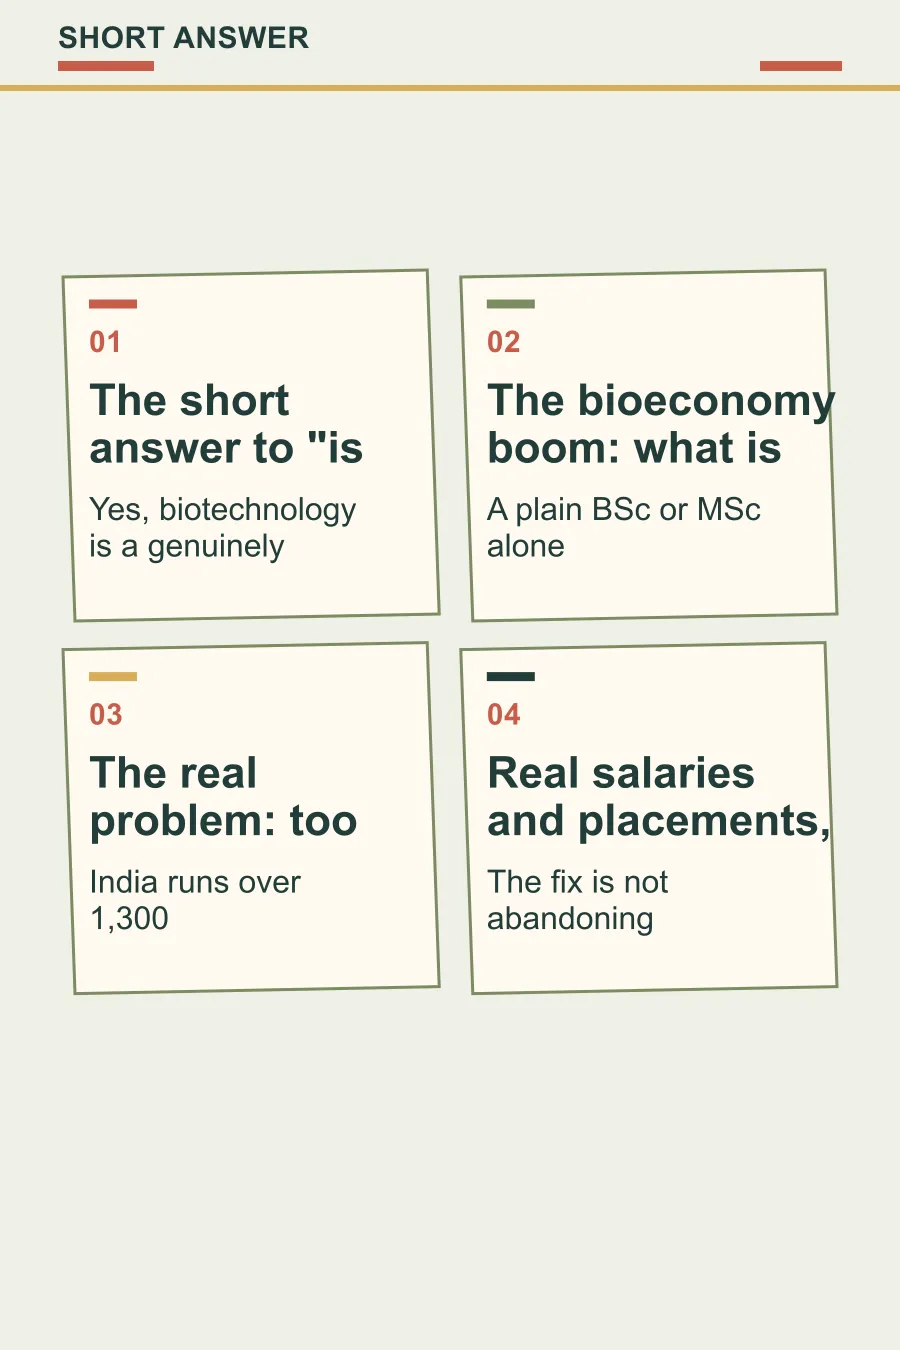 SHORT ANSWER
01
The short
answer to "is
Yes, biotechnology
is a genuinely
02
The bioeconomy
boom: what is
A plain BSc or MSc
alone
03
The real
problem: too
India runs over
1,300
04
Real salaries
and placements,
The fix is not
abandoning